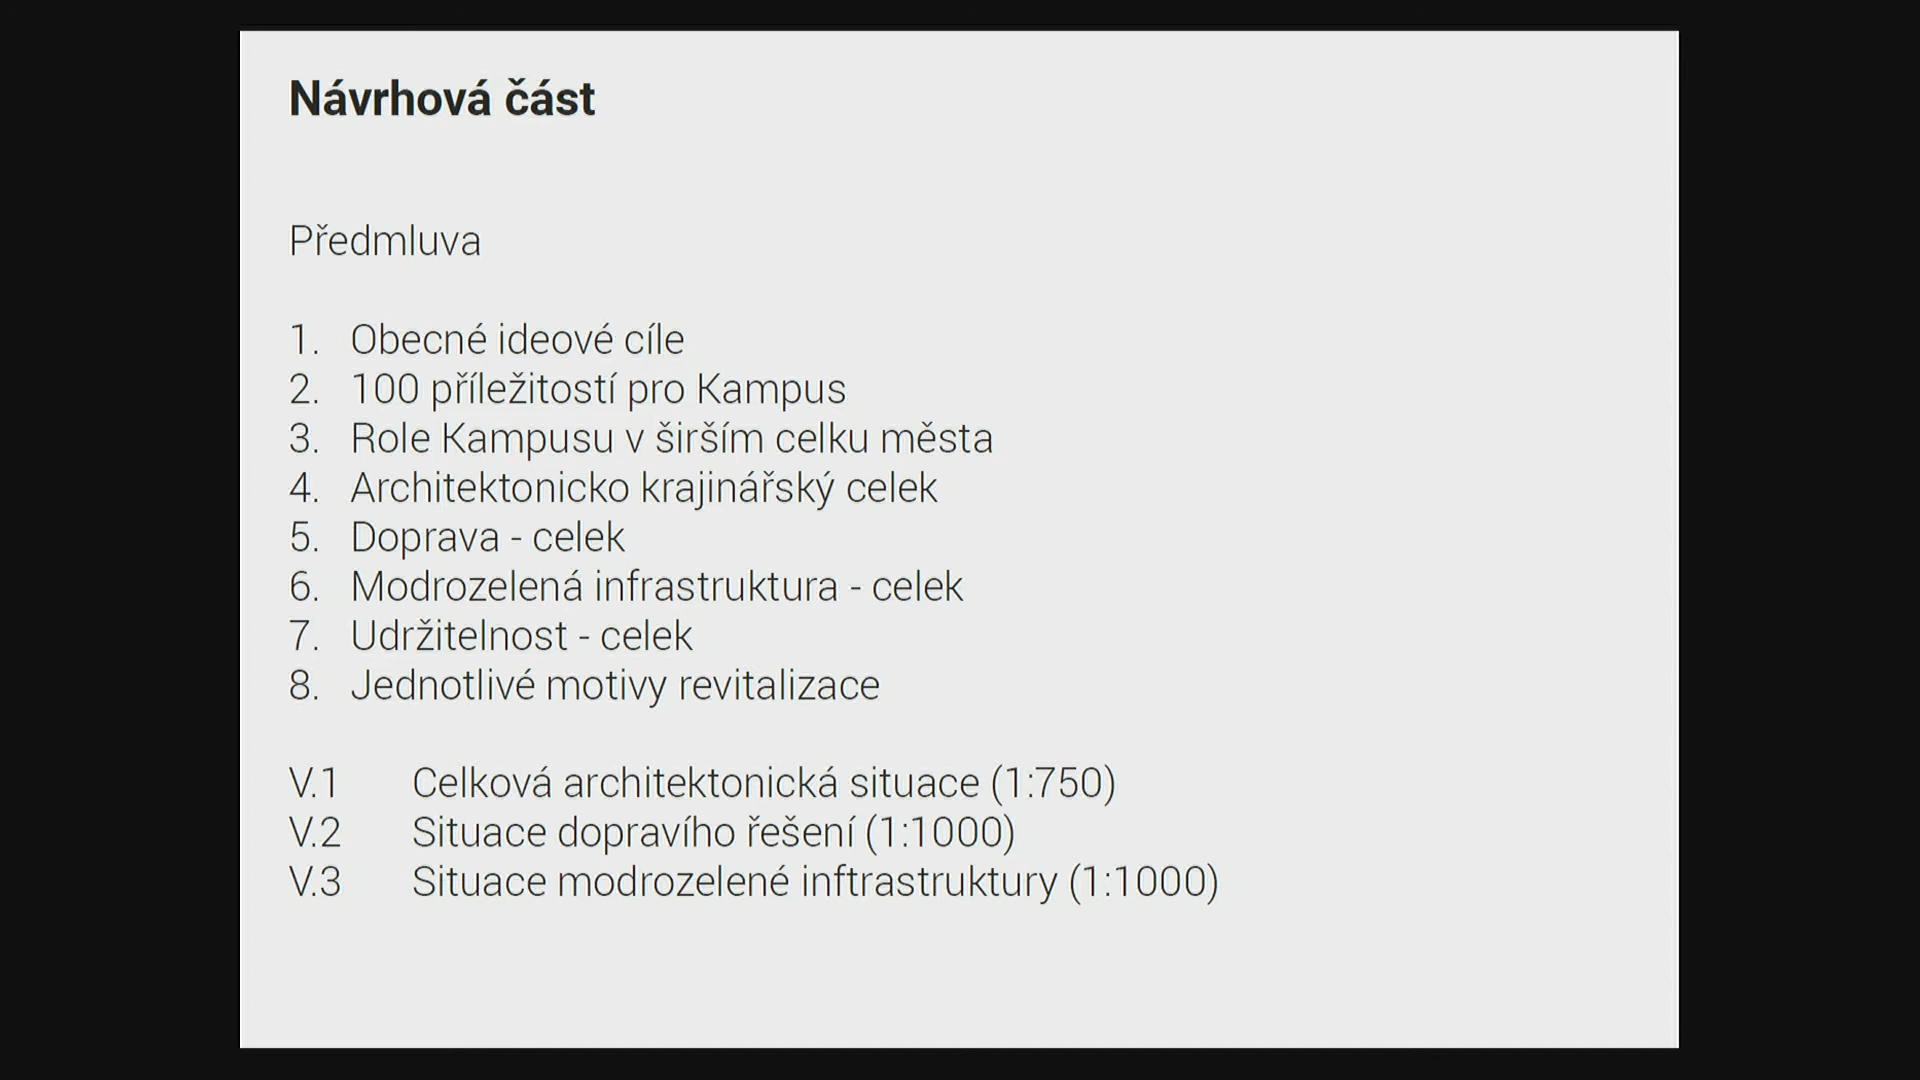 Návrhová část
Předmluva
1. Obecné ideové cíle
2. 100 příležitostí pro Kampus
3. Role Kampusu v širším celku města
4. Architektonicko krajinářský celek
5. Doprava - celek
6. Modrozelená infrastruktura - celek
7. Udržitelnost - celek
8. Jednotlivé motivy revitalizace
V.1 Celková architektonická situace (1:750)
V.2 Situace dopravího řešení (1:1000)
V.3 Situace modrozelené inftrastruktury (1:1000)